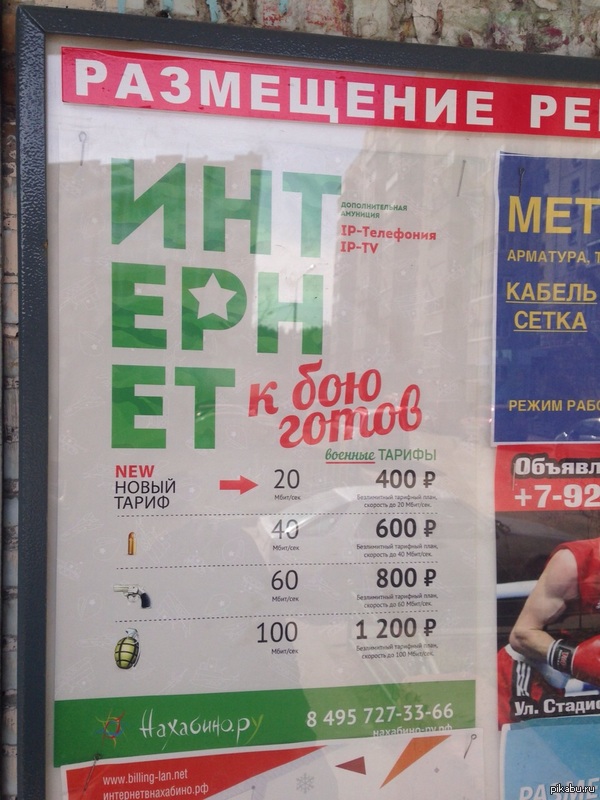 РАЗМЕЩЕНИЕ РЕ
ИНТ
ЕРН
ЕТ
ДОПОЛНИТЕЛЬНАЯ
АМУНИЦИЯ
IP-Телефония
IP-TV
к бою
готов
военные ТАРИФЫ
NEW
НОВЫЙ
ТАРИФ
20
Мбит/сек
400 ₽
Безлимитный тарифный план,
скорость до 20 Мбит/сек.
40
Мбит/сек
600 ₽
Безлимитный тарифный план,
скорость до 40 Мбит/сек.
60
Мбит/сек
800 ₽
Безлимитный тарифный план,
скорость до 60 Мбит/сек.
100
Мбит/сек
1 200 ₽
Безлимитный тарифный план,
скорость до 100 Мбит/сек.
Нахабино.ру
8 495 727-33-66
нахабино-ру.рф
www.billing-lan.net
интернетвнахабино.рф
МЕТ
АРМАТУРА, Т
КАБЕЛЬ
СЕТКА
РЕЖИМ РАБО
Объявл
+7-92
Ул. Стадио
РАЗМЕ
pikabu.ru